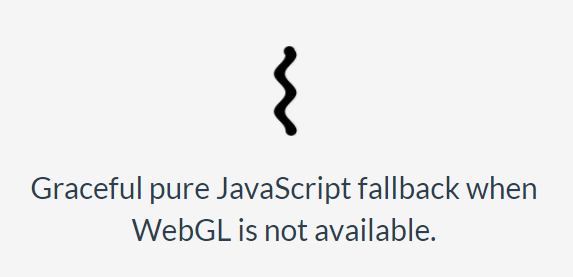 Graceful pure JavaScript fallback when
WebGL is not available.